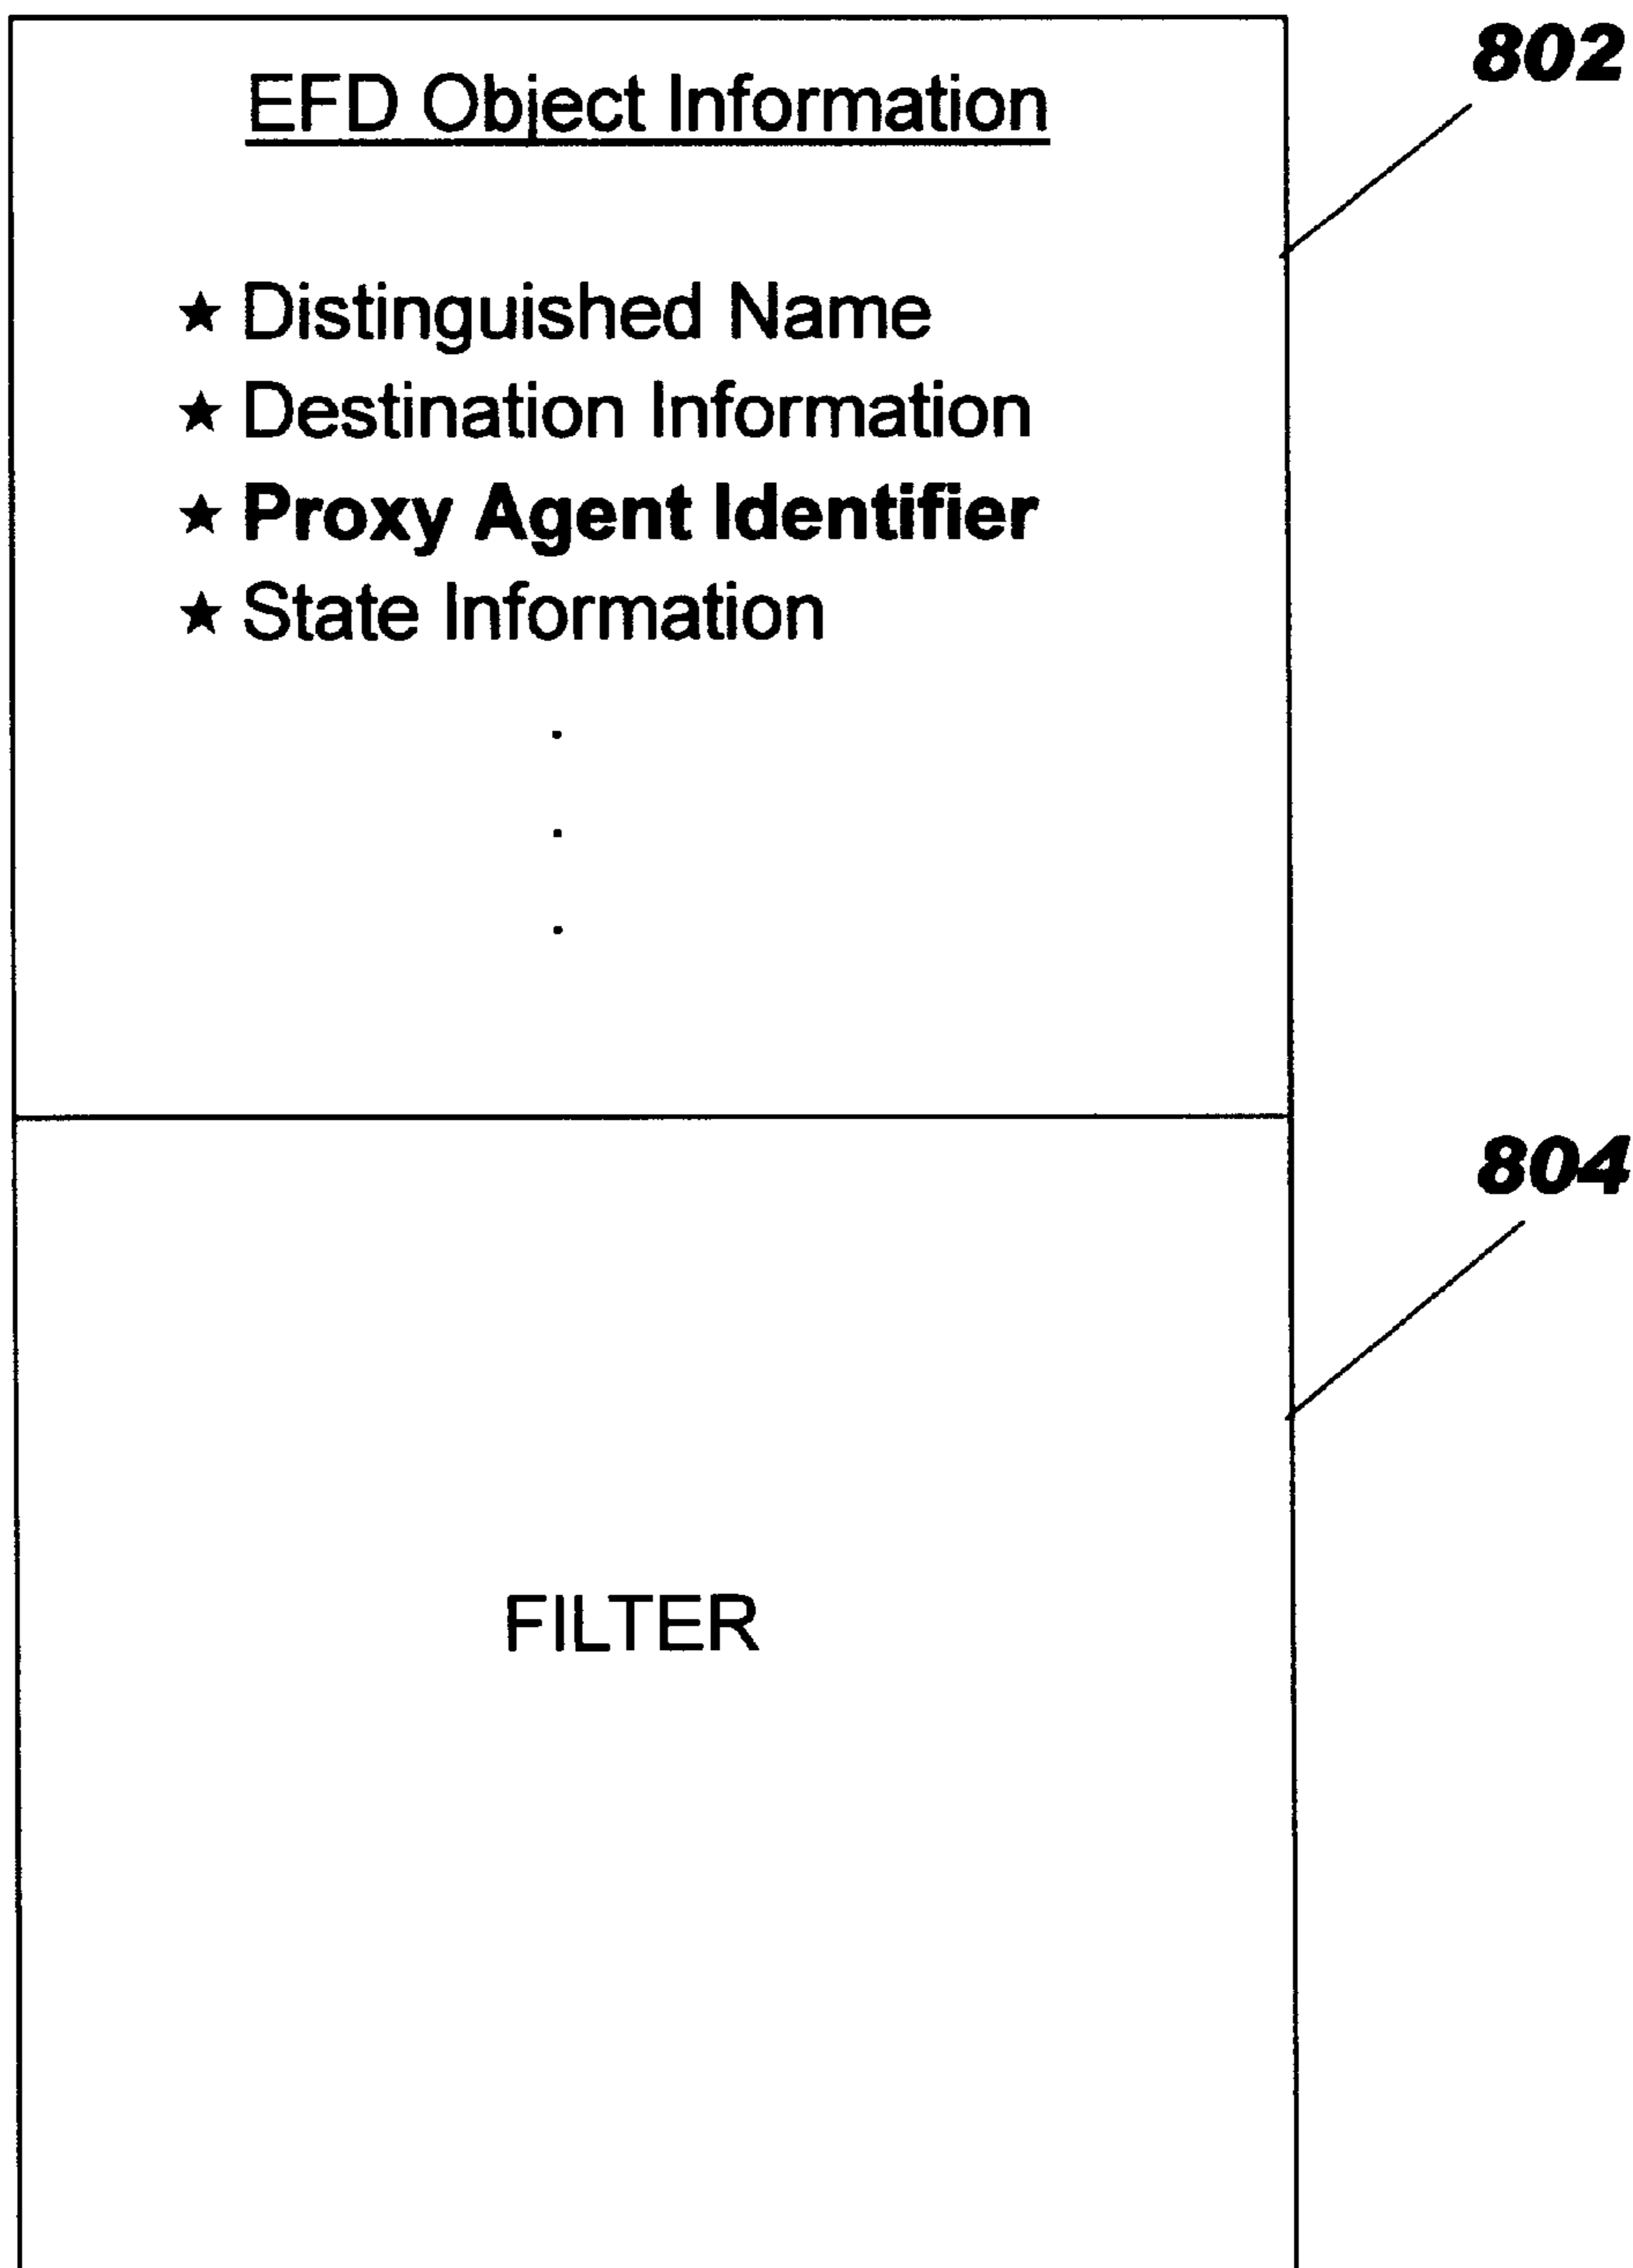 802
EFD Object Information
★ Distinguished Name
★ Destination Information
★ Proxy Agent Identifier
★ State Information
.
.
.
804
FILTER